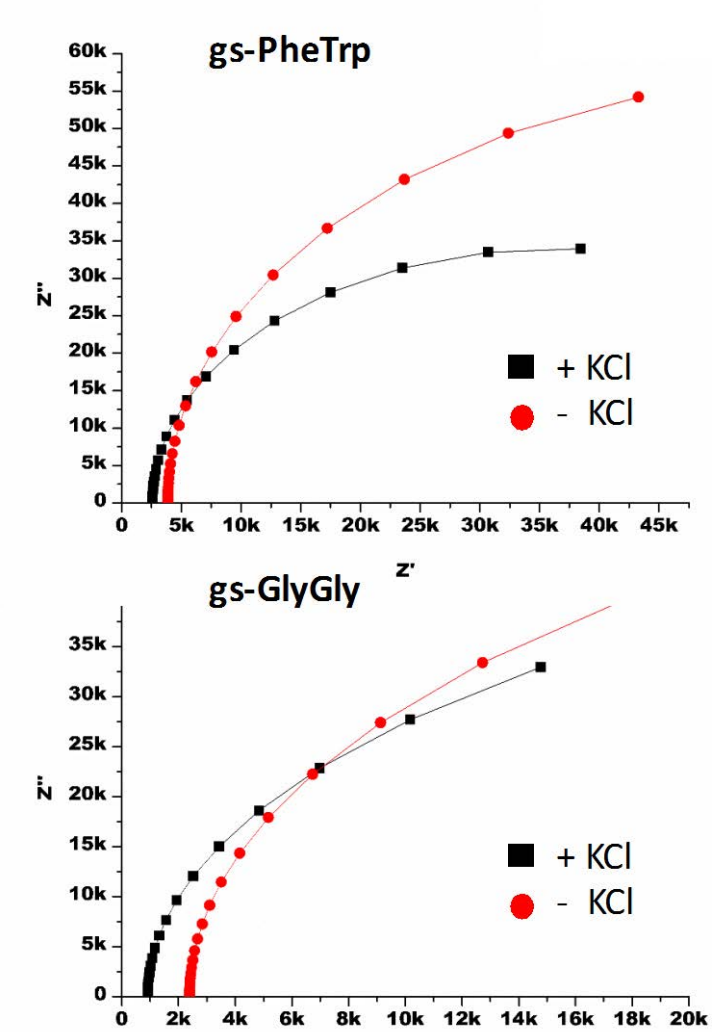 gs-PheTrp
60k
55k
50k
45k
40k
35k
30k
25k
20k
15k
10k
5k
0
Z"
+ KCl
- KCl
0 5k 10k 15k 20k 25k 30k 35k 40k 45k
Z'
gs-GlyGly
35k
30k
25k
20k
15k
10k
5k
0
Z"
+ KCl
- KCl
0 2k 4k 6k 8k 10k 12k 14k 16k 18k 20k